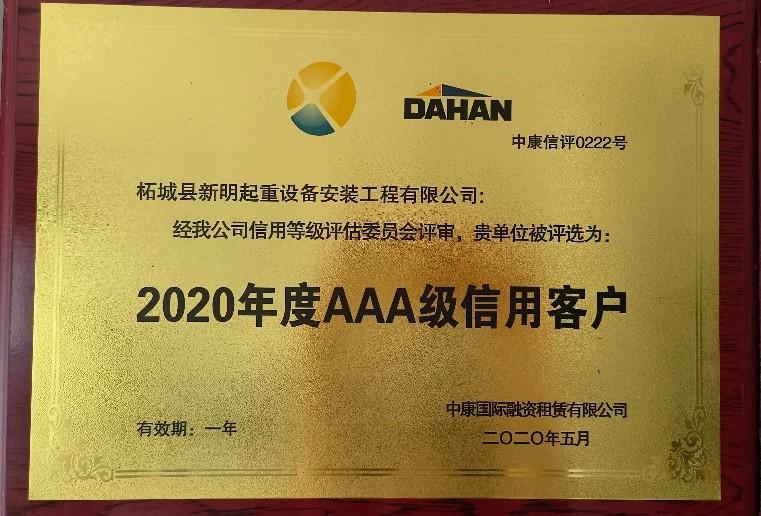 DAHAN
中康信评0222号
柘城县新明起重设备安装工程有限公司：
经我公司信用等级评估委员会评审，贵单位被评选为：
2020年度AAA级信用客户
中康国际融资租赁有限公司
有效期：一年
二〇二〇年五月